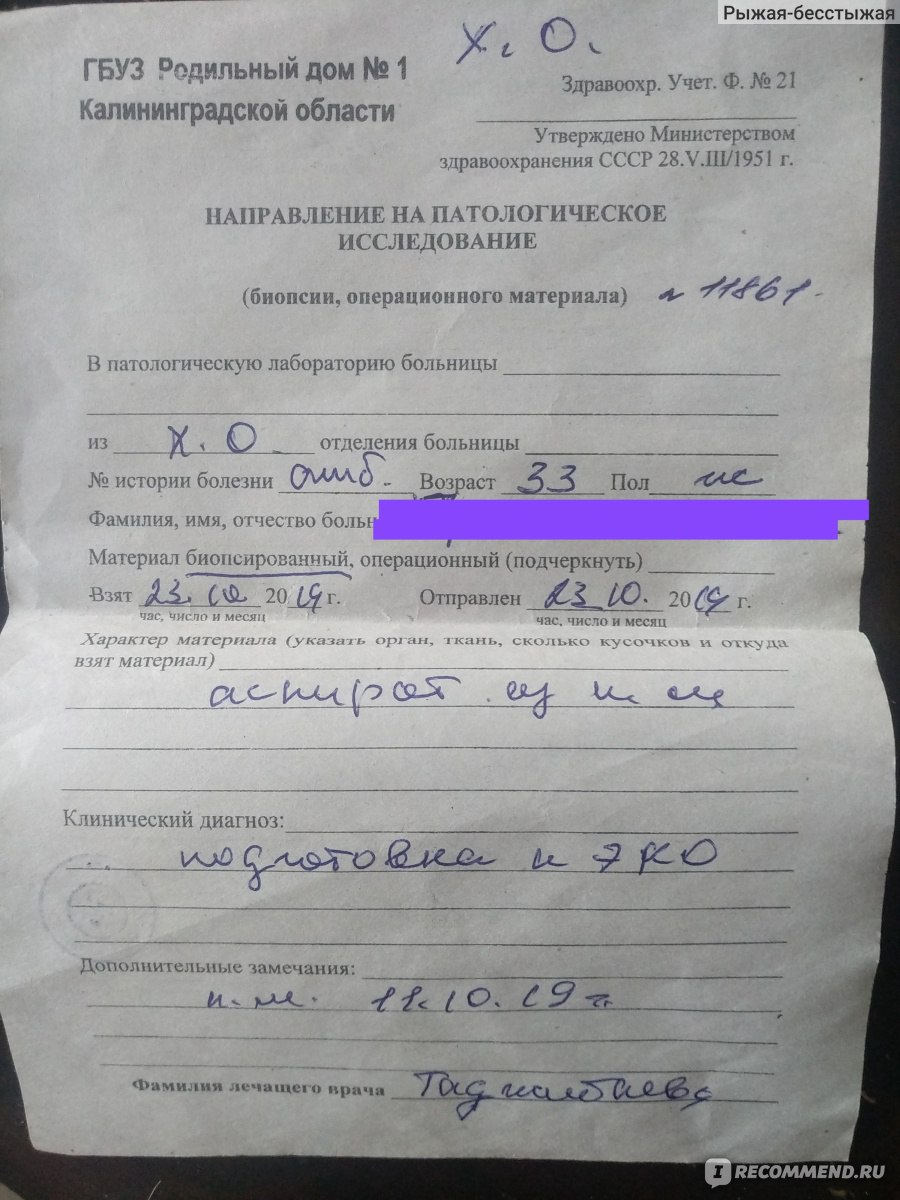 Рыжая-бесстыжая
Х. О.
ГБУЗ Родильный дом № 1
Калининградской области
Здравоохр. Учет. Ф. № 21
Утверждено Министерством
здравоохранения СССР 28.V.III/1951 г.
НАПРАВЛЕНИЕ НА ПАТОЛОГИЧЕСКОЕ
ИССЛЕДОВАНИЕ
(биопсии, операционного материала) 11861
В патологическую лабораторию больницы
из Х. О. отделения больницы
№ истории болезни амб. Возраст 33 Пол
Фамилия, имя, отчество больн
Материал биопсированный, операционный (подчеркнуть)
Взят 23. 10 2019 г. Отправлен 23 10. 2019 г.
час, число и месяц час, число и месяц
Характер материала (указать орган, ткань, сколько кусочков и откуда
взят материал)
аспират из п м
Клинический диагноз:
подготовка к ЭКО
Дополнительные замечания:
п. м. 11.10.19 г.
Фамилия лечащего врача
IRECOMMEND.RU